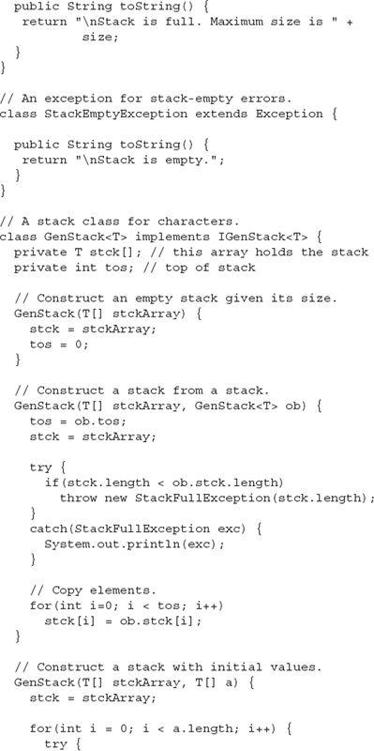 public String toString() {
return "\nStack is full. Maximum size is " +
size;
}
}
// An exception for stack-empty errors.
class StackEmptyException extends Exception {
public String toString() {
return "\nStack is empty.";
}
}
// A stack class for characters.
class GenStack<T> implements IGenStack<T> {
private T stck[]; // this array holds the stack
private int tos; // top of stack
// Construct an empty stack given its size.
GenStack(T[] stckArray) {
stck = stckArray;
tos = 0;
}
// Construct a stack from a stack.
GenStack(T[] stckArray, GenStack<T> ob) {
tos = ob.tos;
stck = stckArray;
try {
if(stck.length < ob.stck.length)
throw new StackFullException(stck.length);
}
catch(StackFullException exc) {
System.out.println(exc);
}
// Copy elements.
for(int i=0; i < tos; i++)
stck[i] = ob.stck[i];
}
// Construct a stack with initial values.
GenStack(T[] stckArray, T[] a) {
stck = stckArray;
for(int i = 0; i < a.length; i++) {
try {